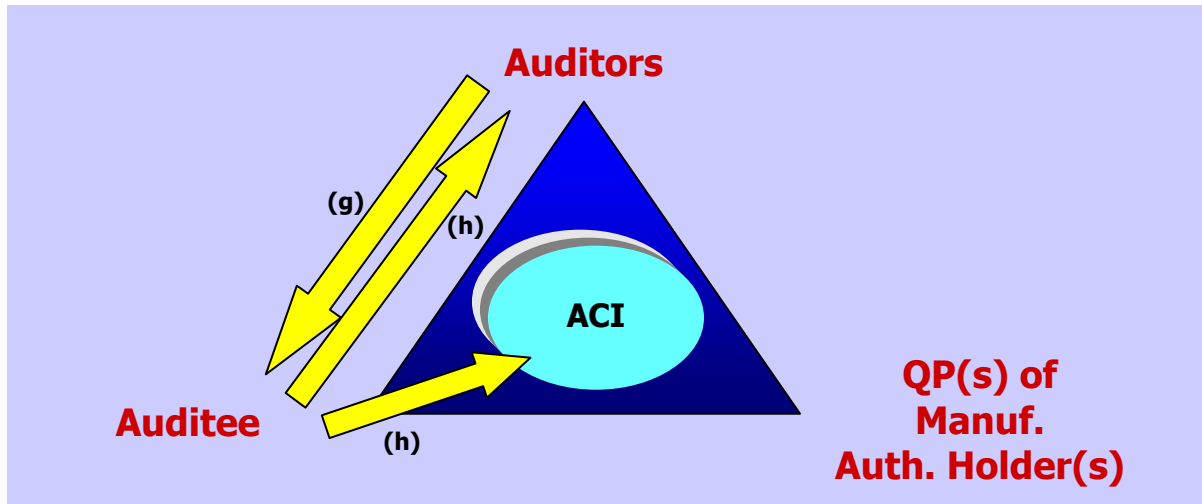 Auditors
(g)
(h)
ACI
QP(s) of
Manuf.
Auth. Holder(s)
Auditee
(h)